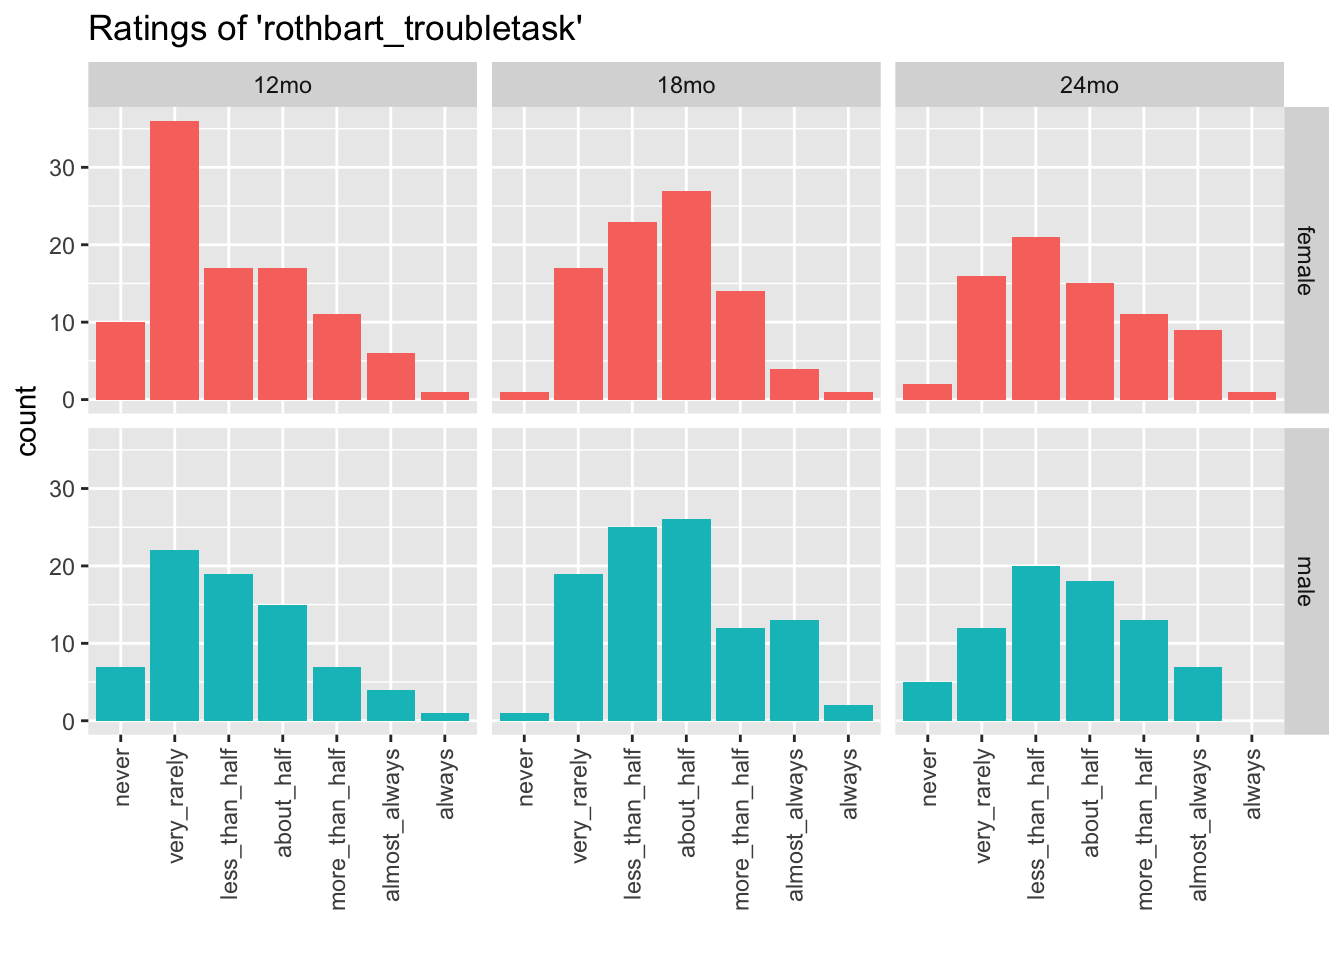 Ratings of 'rothbart_troubletask'
12mo 18mo 24mo
30
20
10
0
female
count
30
20
10
0
male
never very_rarely less_than_half about_half more_than_half almost_always always
never very_rarely less_than_half about_half more_than_half almost_always always
never very_rarely less_than_half about_half more_than_half almost_always always